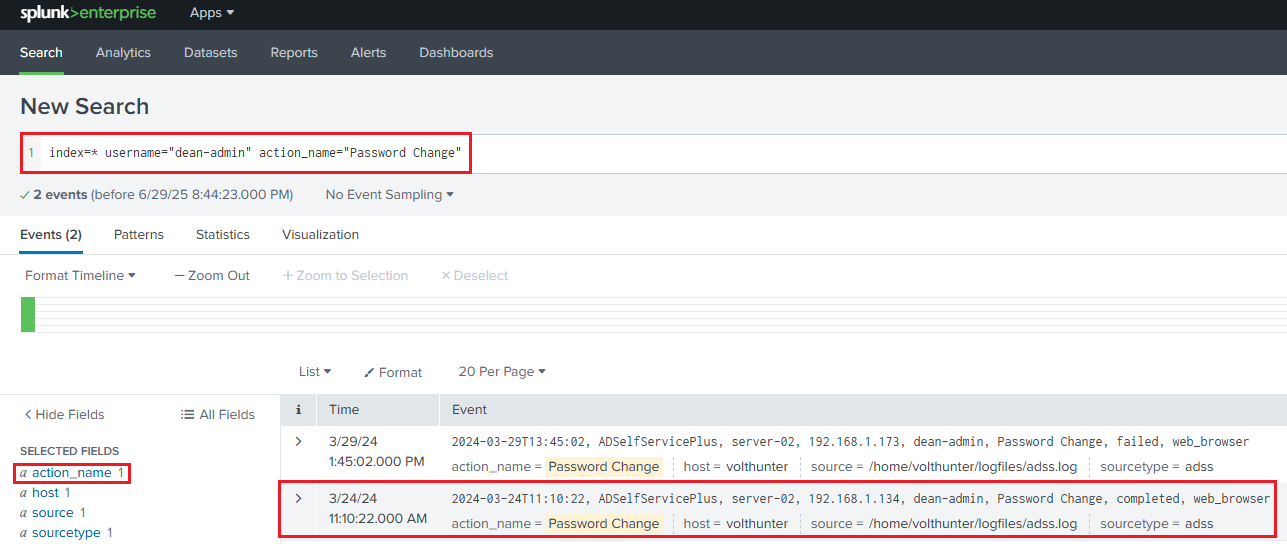 splunk>enterprise Apps ▾
Search Analytics Datasets Reports Alerts Dashboards
New Search
1 index=* username="dean-admin" action_name="Password Change"
✓ 2 events (before 6/29/25 8:44:23.000 PM) No Event Sampling ▾
Events (2) Patterns Statistics Visualization
Format Timeline ▾ — Zoom Out + Zoom to Selection × Deselect
List ▾ Format 20 Per Page ▾
< Hide Fields All Fields
SELECTED FIELDS
a action_name 1
a host 1
a source 1
a sourcetype 1
i Time Event
> 3/29/24 2024-03-29T13:45:02, ADSelfServicePlus, server-02, 192.168.1.173, dean-admin, Password Change, failed, web_browser
1:45:02.000 PM action_name = Password Change host = volthunter source = /home/volthunter/logfiles/adss.log sourcetype = adss
> 3/24/24 2024-03-24T11:10:22, ADSelfServicePlus, server-02, 192.168.1.134, dean-admin, Password Change, completed, web_browser
11:10:22.000 AM action_name = Password Change host = volthunter source = /home/volthunter/logfiles/adss.log sourcetype = adss